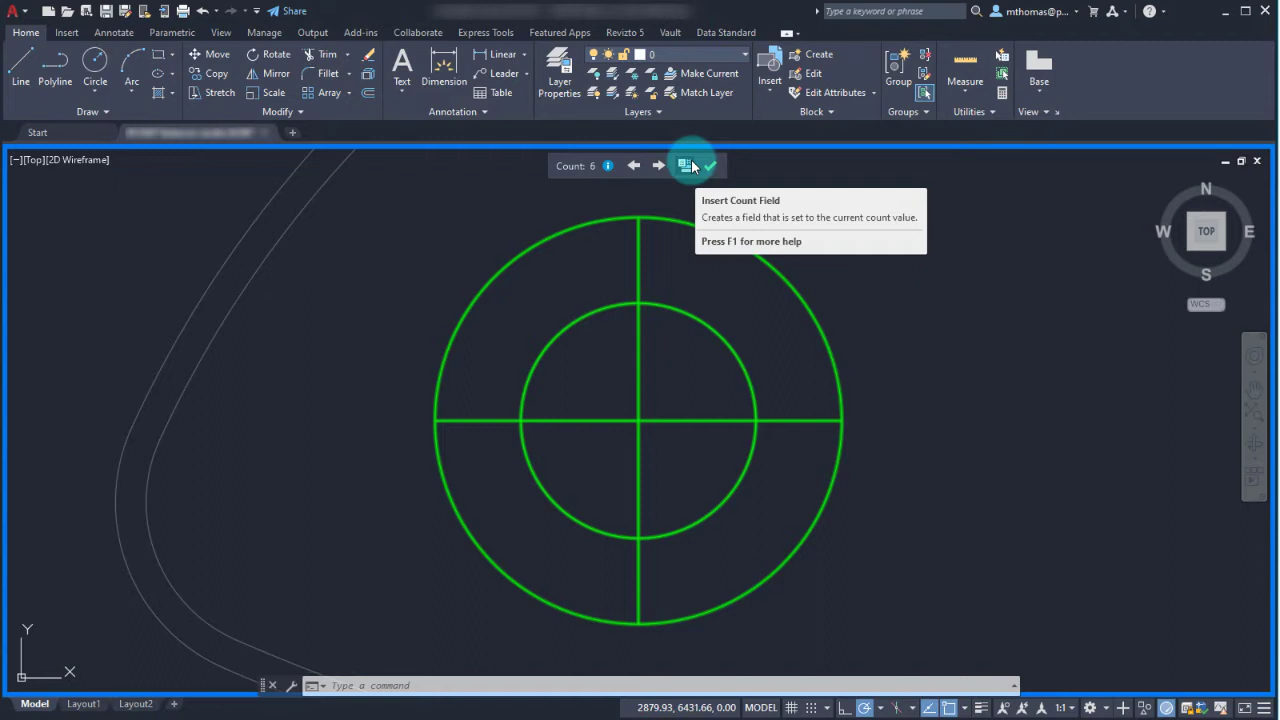 Share
Type a keyword or phrase
mthomas@p...
Home Insert Annotate Parametric View Manage Output Add-ins Collaborate Express Tools Featured Apps Revizto 5 Vault Data Standard
Line Polyline Circle Arc
Move Rotate Trim
Copy Mirror Fillet
Stretch Scale Array
Text Dimension
Linear
Leader
Table
Layer Properties
0
Make Current
Match Layer
Insert
Create
Edit
Edit Attributes
Group
Measure
Base
Draw Modify Annotation Layers Block Groups Utilities View
Start
[−][Top][2D Wireframe]
Count: 6
Insert Count Field
Creates a field that is set to the current count value.
Press F1 for more help
N
W TOP E
S
WCS
Y
X
Type a command
Model Layout1 Layout2
2879.93, 6431.66, 0.00 MODEL
1:1